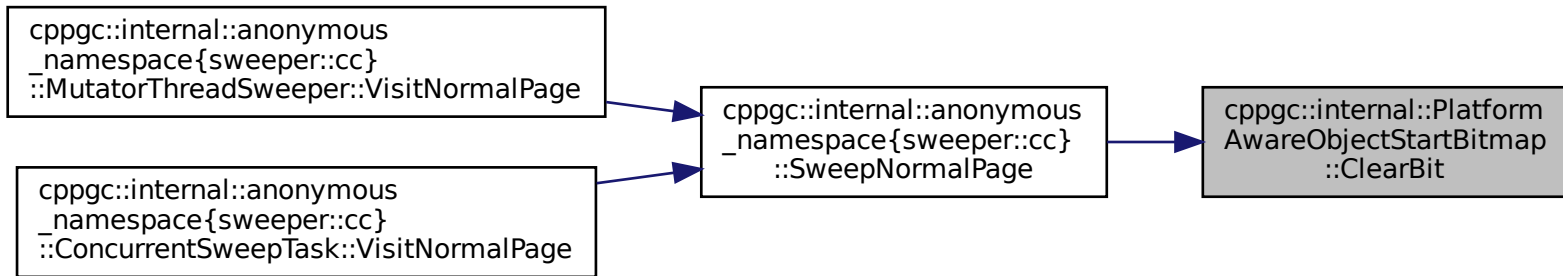 cppgc::internal::anonymous
_namespace{sweeper::cc}
::MutatorThreadSweeper::VisitNormalPage
cppgc::internal::anonymous
_namespace{sweeper::cc}
::ConcurrentSweepTask::VisitNormalPage
cppgc::internal::anonymous
_namespace{sweeper::cc}
::SweepNormalPage
cppgc::internal::Platform
AwareObjectStartBitmap
::ClearBit